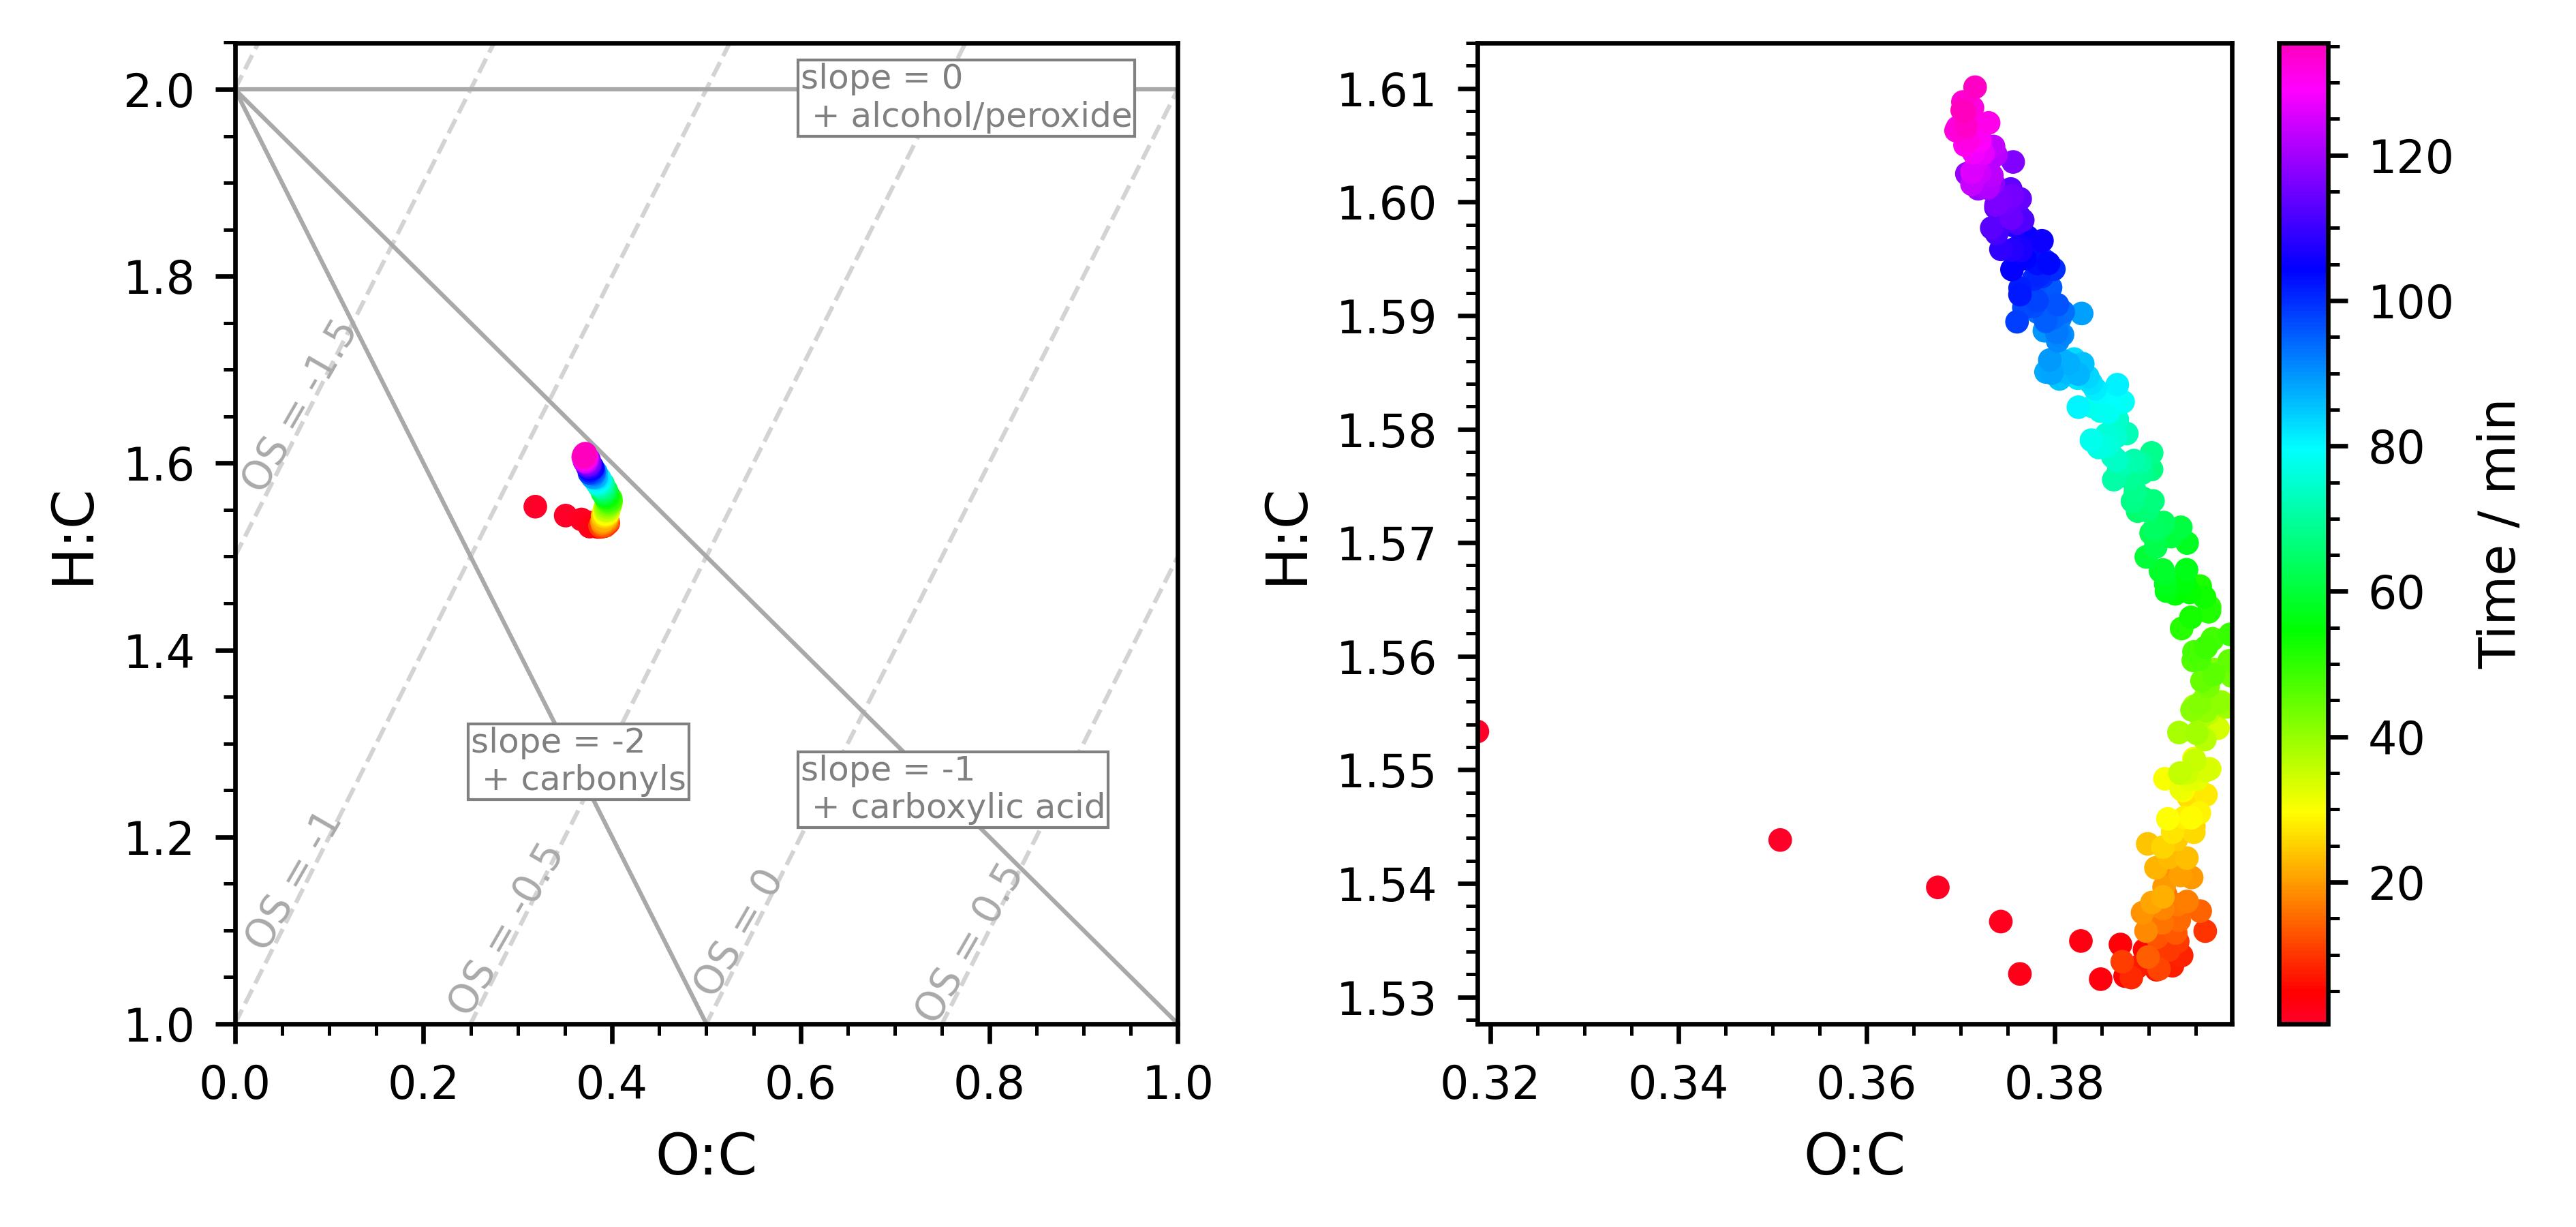 2.0
1.8
1.6
1.4
1.2
1.0
H:C
0.0
0.2
0.4
0.6
0.8
1.0
O:C
slope = 0
+ alcohol/peroxide
slope = -2
+ carbonyls
slope = -1
+ carboxylic acid
OS = -1.5
OS = -1
OS = -0.5
OS = 0
OS = 0.5
1.61
1.60
1.59
1.58
1.57
1.56
1.55
1.54
1.53
H:C
0.32
0.34
0.36
0.38
O:C
120
100
80
60
40
20
Time / min